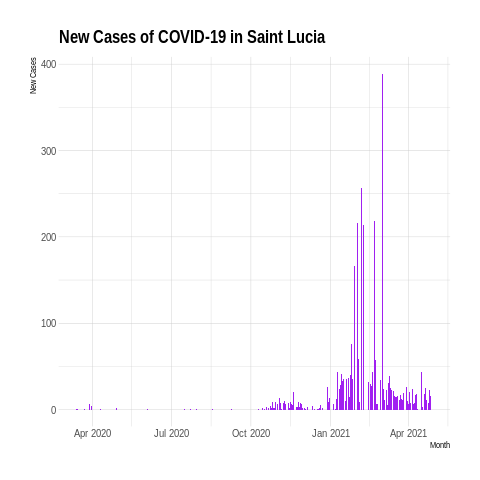 New Cases of COVID-19 in Saint Lucia
New Cases
400
300
200
100
0
Apr 2020 Jul 2020 Oct 2020 Jan 2021 Apr 2021
Month